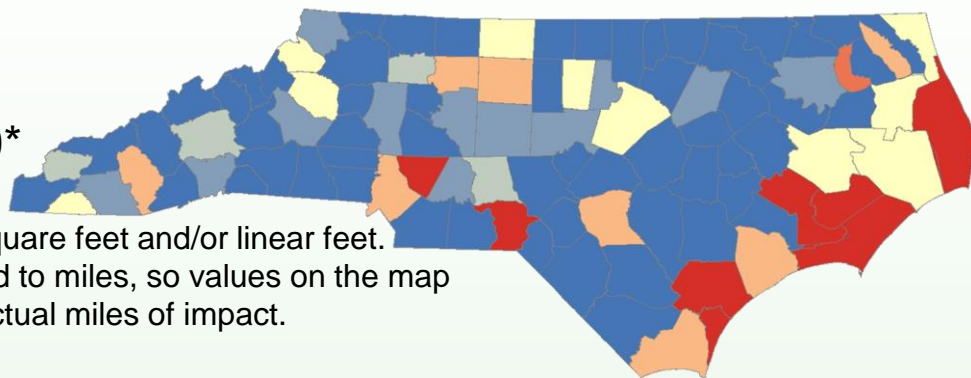 )*
quare feet and/or linear feet.
d to miles, so values on the map
ctual miles of impact.